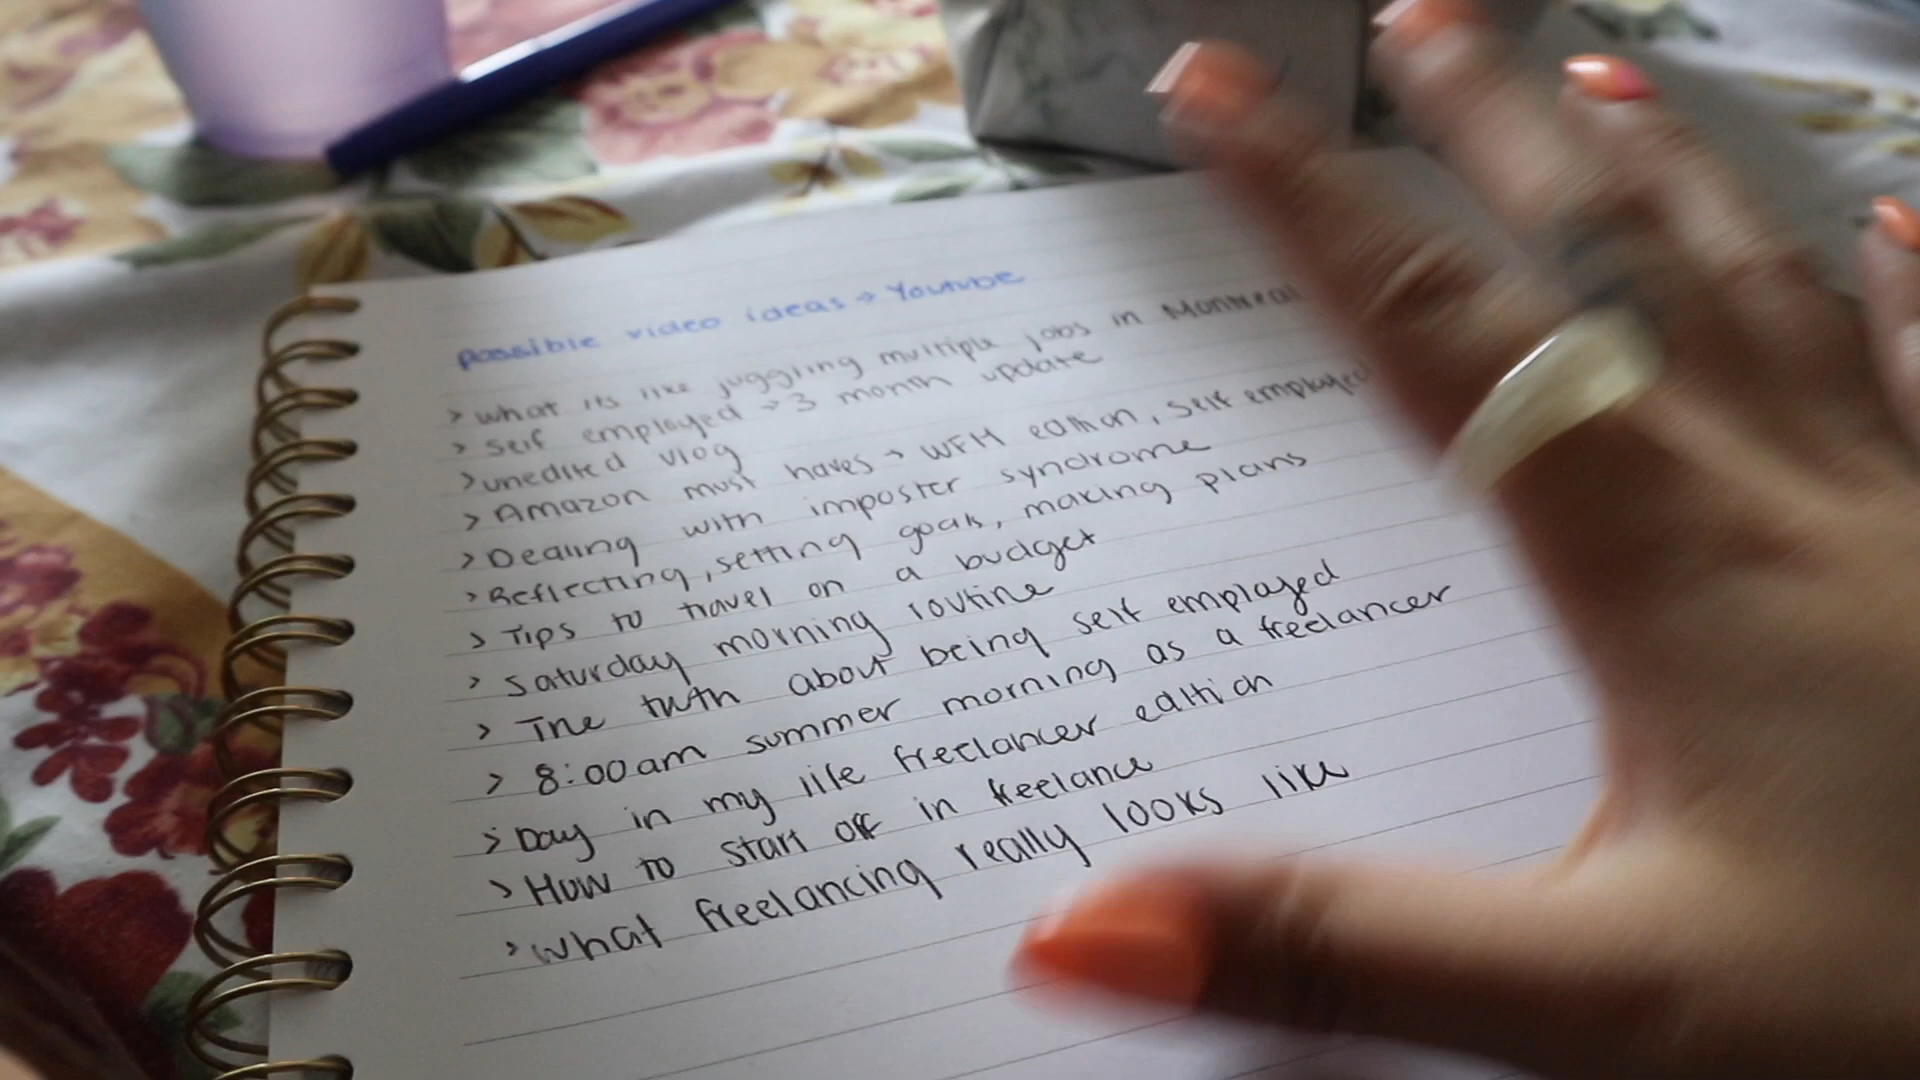 possible video ideas → Youtube
> what its like juggling multiple jobs in Montreal
> self employed → 3 month update
> unedited vlog
> Amazon must haves → WFH edition, self employed
> Dealing with imposter syndrome
> Reflecting, setting goals, making plans
> Tips to travel on a budget
> saturday morning routine
> The truth about being self employed
> 8:00am summer morning as a freelancer
> Day in my life freelancer edition
> How to start off in freelance
> what freelancing really looks like